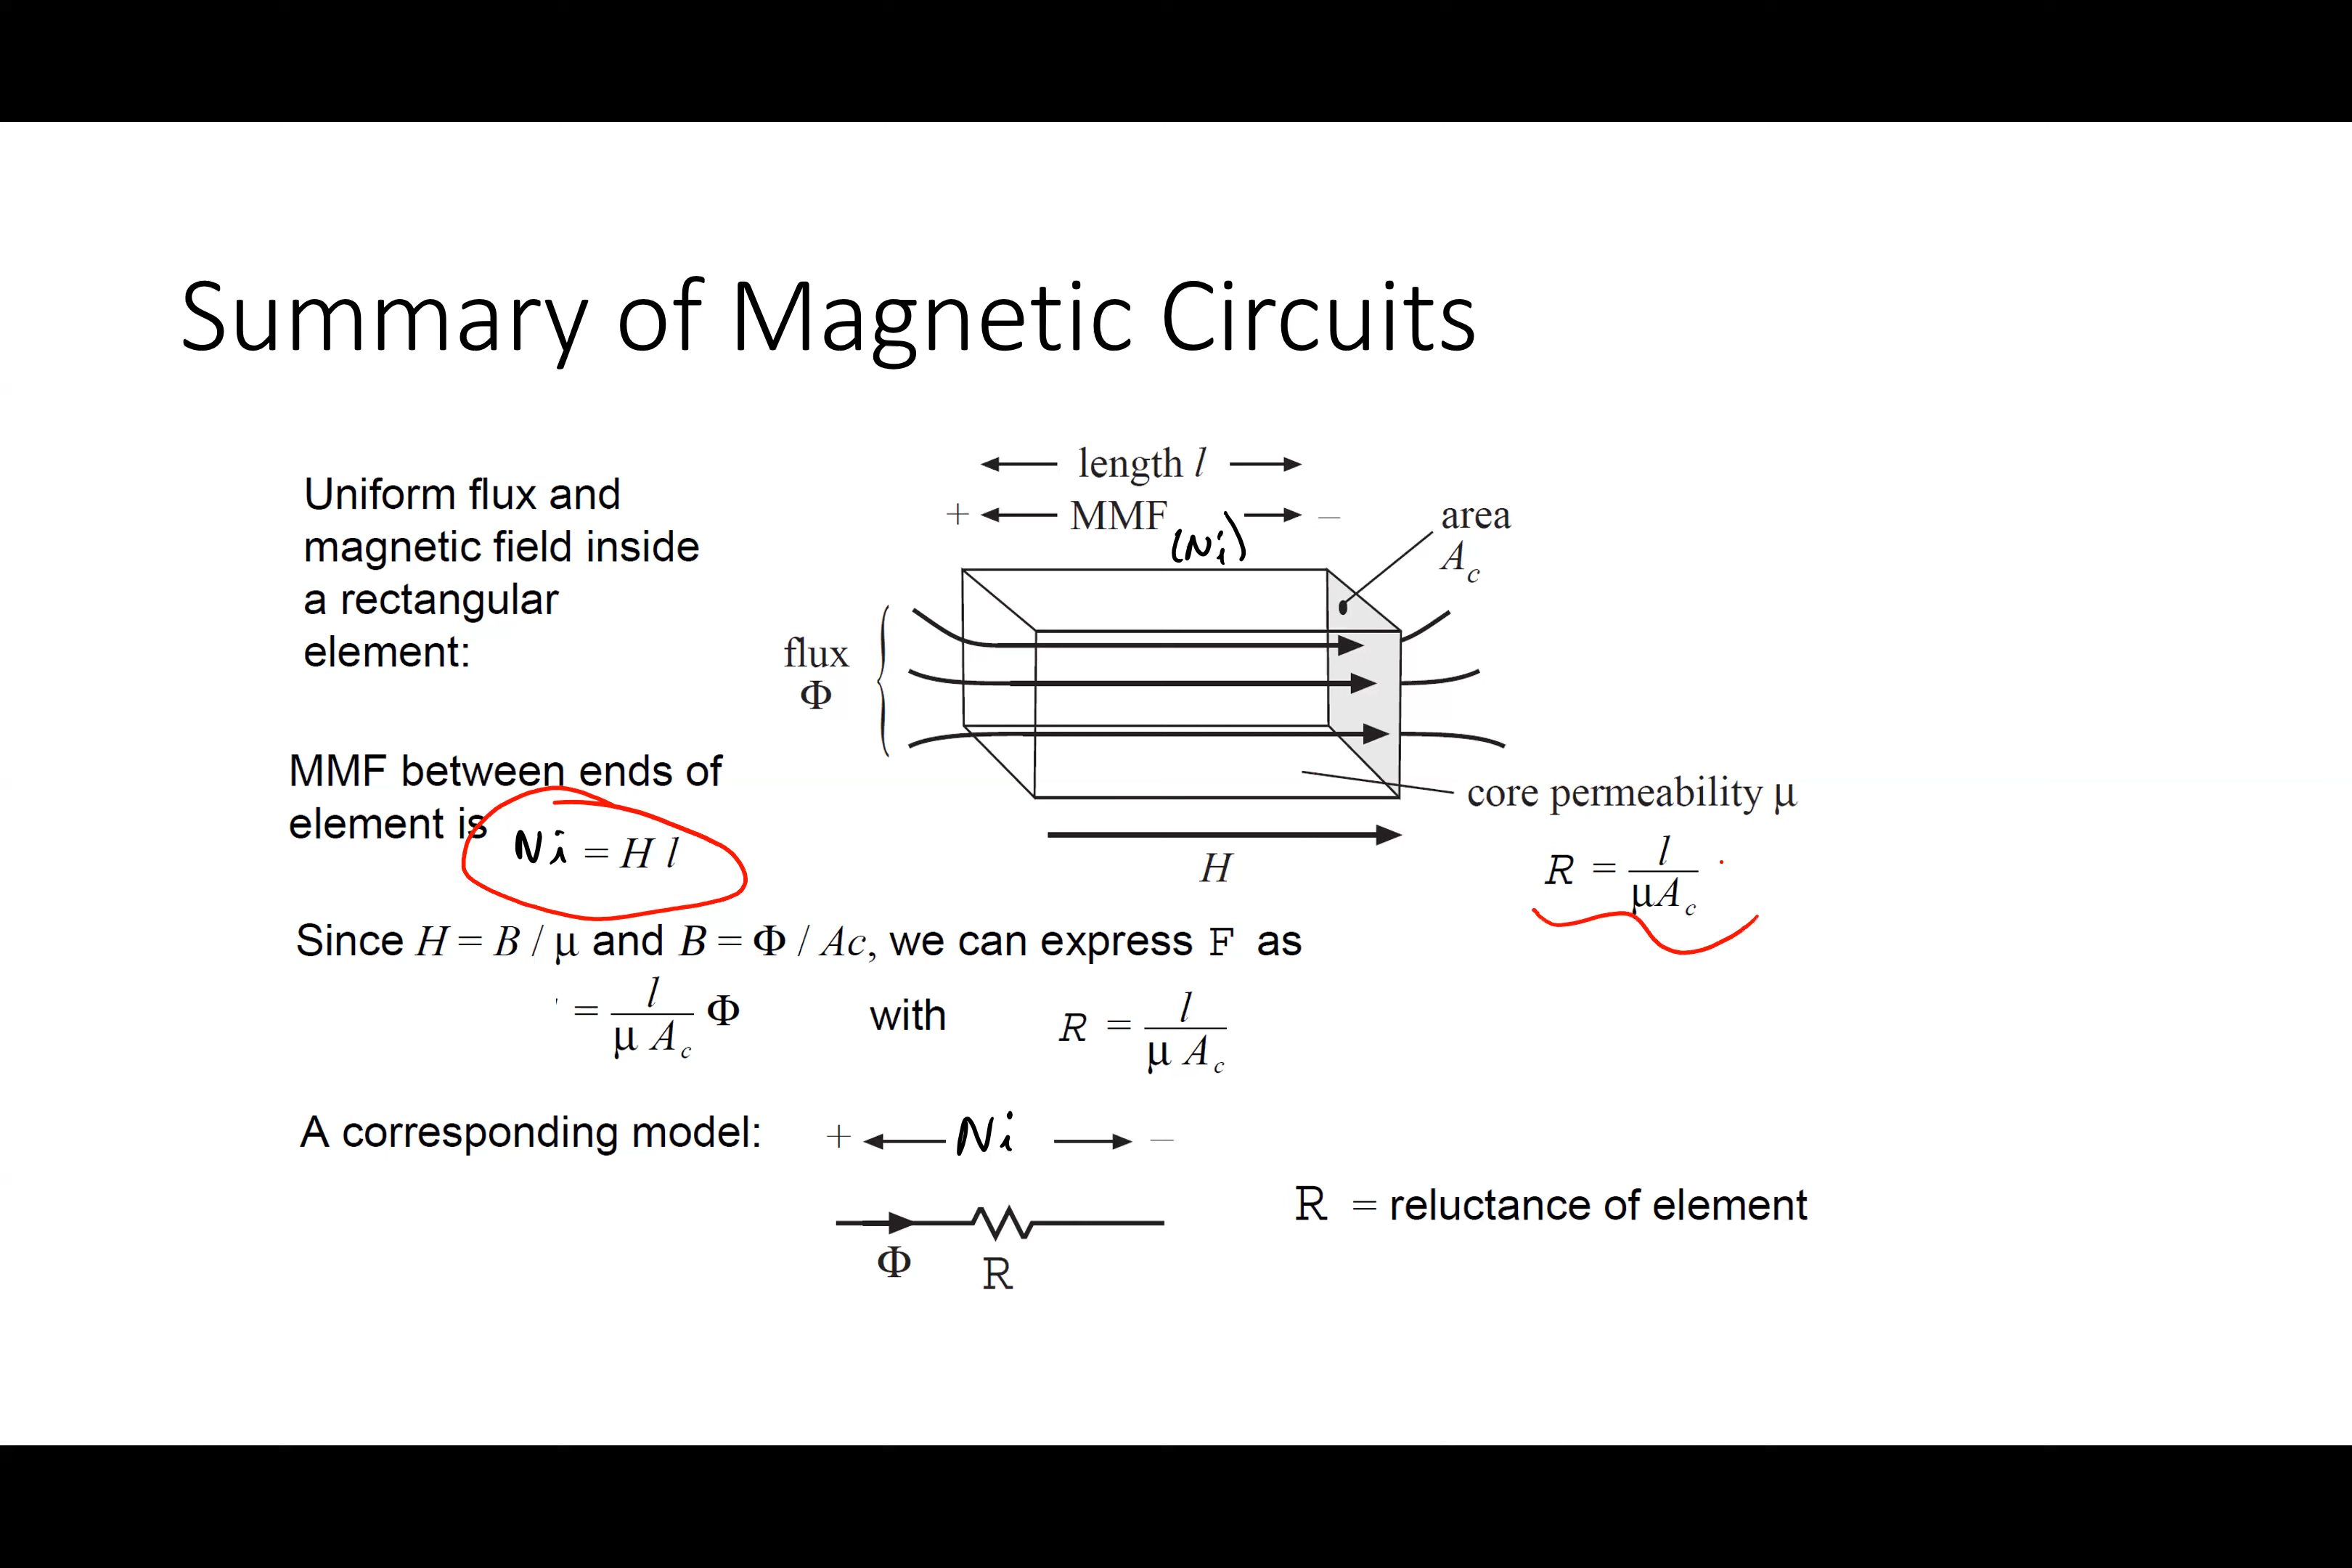 Summary of Magnetic Circuits
Uniform flux and
magnetic field inside
a rectangular
element:
length l
+ MMF −
(Ni)
area
A_c
flux
Φ
core permeability μ
H
R = l / μA_c
MMF between ends of
element is
Ni = H l
Since H = B / μ and B = Φ / Ac, we can express F as
= l / μ A_c Φ with R = l / μ A_c
A corresponding model:
+ Ni −
Φ
R
R = reluctance of element